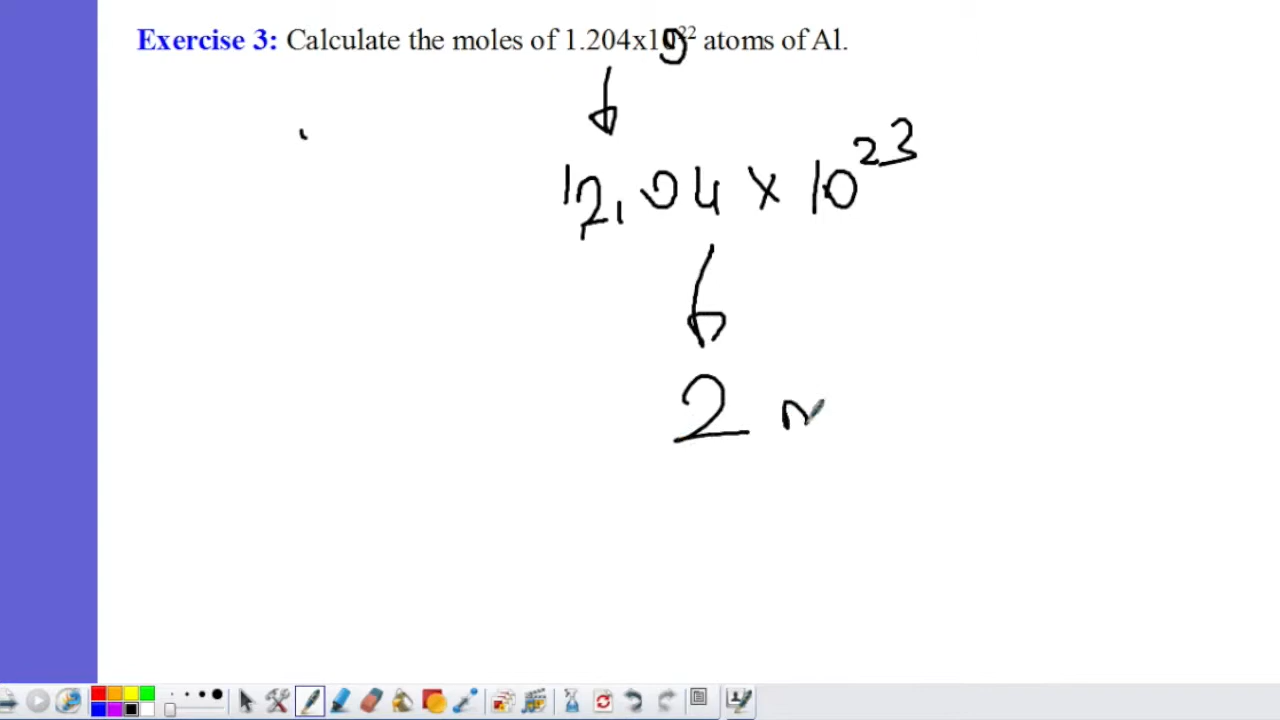 Exercise 3: Calculate the moles of 1.204x10²² atoms of Al.
12,04 x 10²³
2 m